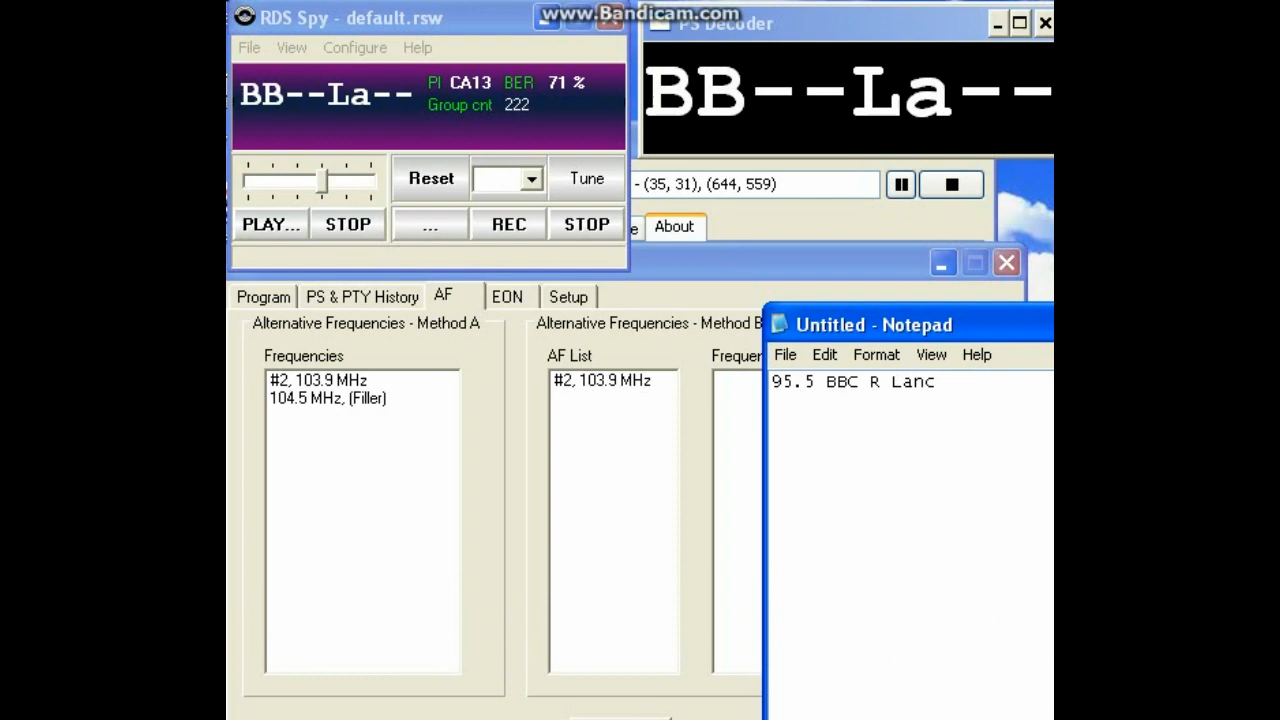 RDS Spy - default.rsw
www.Bandicam.com
PS Decoder
File View Configure Help
BB--La--
PI CA13 BER 71 %
Group cnt 222
BB--La--
Reset
Tune
- (35, 31), (644, 559)
PLAY... STOP ... REC STOP
e About
Program PS & PTY History AF EON Setup
Alternative Frequencies - Method A
Alternative Frequencies - Method B
Untitled - Notepad
Frequencies
AF List
Frequen
File Edit Format View Help
#2, 103.9 MHz
104.5 MHz, (Filler)
#2, 103.9 MHz
95.5 BBC R Lanc